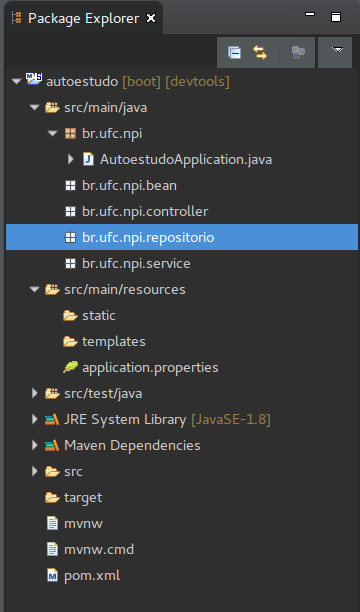 Package Explorer
autoestudo [boot] [devtools]
src/main/java
br.ufc.npi
AutoestudoApplication.java
br.ufc.npi.bean
br.ufc.npi.controller
br.ufc.npi.repositorio
br.ufc.npi.service
src/main/resources
static
templates
application.properties
src/test/java
JRE System Library [JavaSE-1.8]
Maven Dependencies
src
target
mvnw
mvnw.cmd
pom.xml